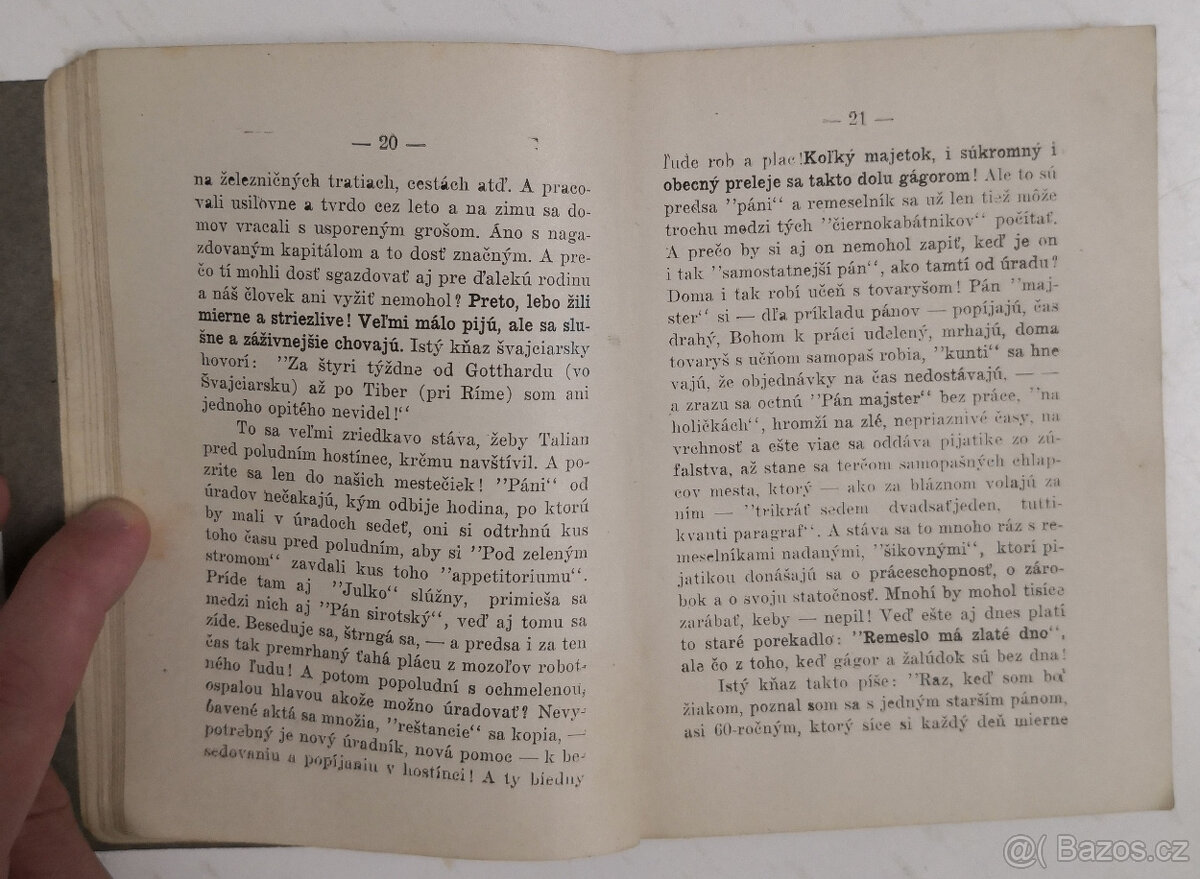 — 20 —
na železničných tratiach, cestách atď. A praco-
vali usilovne a tvrdo cez leto a na zimu sa do-
mov vracali s usporeným grošom. Áno s naga-
zdovaným kapitálom a to dosť značným. A pre-
čo tí mohli dosť sgazdovať aj pre ďalekú rodinu
a náš človek ani vyžiť nemohol? Preto, lebo žili
mierne a striezlive! Veľmi málo pijú, ale sa slu-
šne a záživnejšie chovajú. Istý kňaz švajciarsky
hovorí: "Za štyri týždne od Gotthardu (vo
Švajciarsku) až po Tiber (pri Ríme) som ani
jednoho opitého nevidel!“
To sa veľmi zriedkavo stáva, žeby Talian
pred poludním hostínec, krčmu navštívil. A po-
zrite sa len do našich mestečiek! "Páni“ od
úradov nečakajú, kým odbije hodina, po ktorú
by mali v úradoch sedeť, oni si odtrhnú kus
toho času pred poludním, aby si "Pod zeleným
stromom“ zavdali kus toho "appetitoriumu“.
Príde tam aj "Julko“ slúžny, primieša sa
medzi nich aj "Pán sirotský“, veď aj tomu sa
zíde. Beseduje sa, štrngá sa, — a predsa i za ten
čas tak premrhaný ťahá plácu z mozoľov robot-
ného ľudu! A potom popoludní s ochmelenou,
ospalou hlavou akože možno úradovať? Nevy-
bavené aktá sa množia, "reštancie“ sa kopia, —
potrebný je nový úradník, nová pomoc — k be-
sedovaniu a popíjaniu v hostínci! A ty biedny
— 21 —
ľude rob a plac! Koľký majetok, i súkromný i
obecný preleje sa takto dolu gágorom! Ale to sú
predsa "páni“ a remeselník sa už len tiež môže
trochu medzi tých "čiernokabátnikov“ počítať.
A prečo by si aj on nemohol zapiť, keď je on
i tak "samostatnejší pán“, ako tamtí od úradu?
Doma i tak robí učeň s tovaryšom! Pán "maj-
ster“ si — dľa príkladu pánov — popíjajú, čas
drahý, Bohom k práci udelený, mrhajú, doma
tovaryš s učňom samopaš robia, "kunti“ sa hne
vajú, že objednávky na čas nedostávajú, — —
a zrazu sa octnú "Pán majster“ bez práce, "na
holičkách“, hromží na zlé, nepriaznivé časy, na
vrchnosť a ešte viac sa oddáva pijatike zo zú-
falstva, až stane sa terčom samopašných chlap-
cov mesta, ktorý — ako za bláznom volajú za
ním — "trikráť sedem dvadsaťjeden, tutti-
kvanti paragraf“. A stáva sa to mnoho ráz s re-
meselníkami nadanými, "šikovnými“, ktorí pi-
jatikou donášajú sa o práceschopnosť, o záro-
bok a o svoju statočnosť. Mnohí by mohol tisíce
zarábať, keby — nepil! Veď ešte aj dnes platí
to staré porekadlo: "Remeslo má zlaté dno“,
ale čo z toho, keď gágor a žalúdok sú bez dna!
Istý kňaz takto píše: "Raz, keď som bol
žiakom, poznal som sa s jedným starším pánom,
asi 60-ročným, ktorý síce si každý deň mierne
@( Bazos.cz